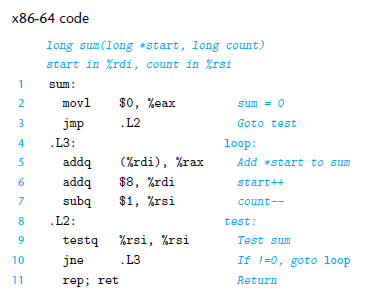 x86-64 code
long sum(long *start, long count)
start in %rdi, count in %rsi
1 sum:
2 movl $0, %eax sum = 0
3 jmp .L2 Goto test
4 .L3: loop:
5 addq (%rdi), %rax Add *start to sum
6 addq $8, %rdi start++
7 subq $1, %rsi count--
8 .L2: test:
9 testq %rsi, %rsi Test sum
10 jne .L3 If !=0, goto loop
11 rep; ret Return